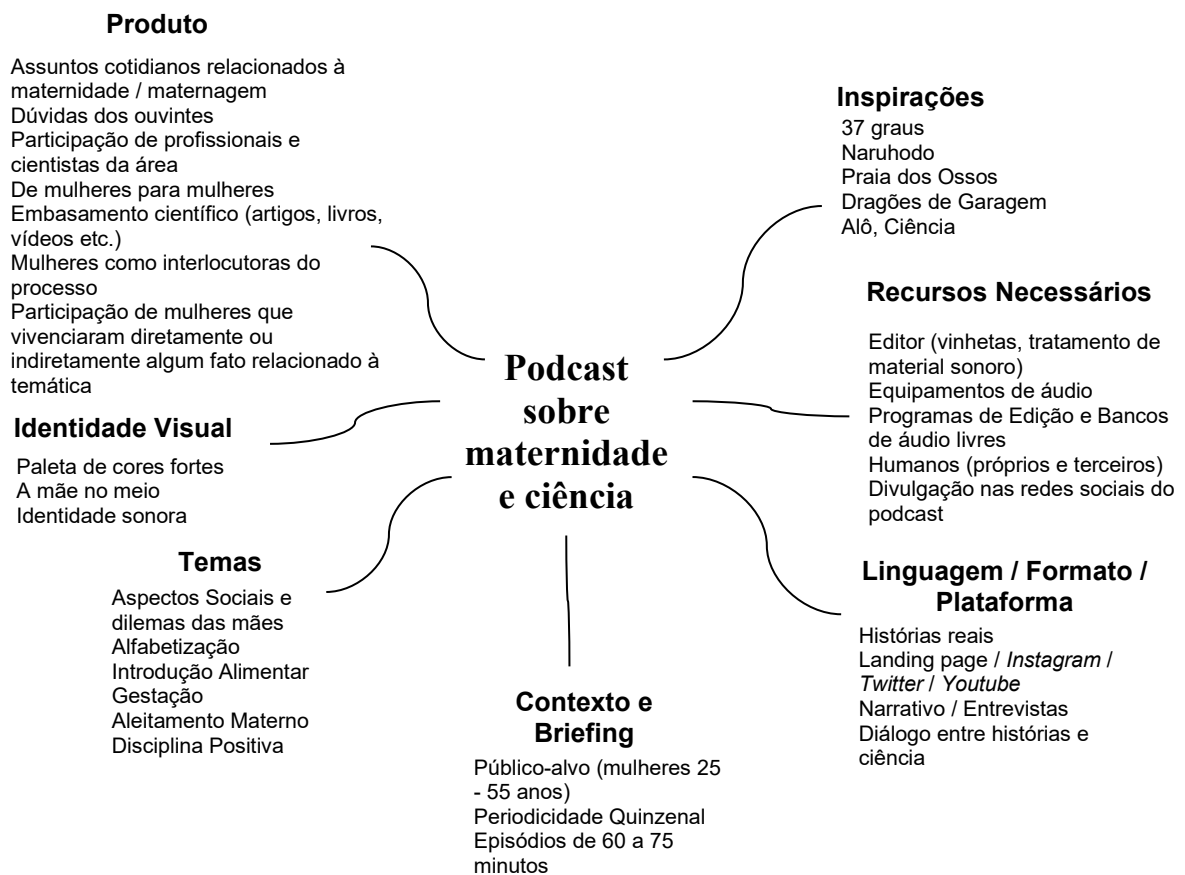 Produto
Assuntos cotidianos relacionados à
maternidade / maternagem
Dúvidas dos ouvintes
Participação de profissionais e
cientistas da área
De mulheres para mulheres
Embasamento científico (artigos, livros,
vídeos etc.)
Mulheres como interlocutoras do
processo
Participação de mulheres que
vivenciaram diretamente ou
indiretamente algum fato relacionado à
temática
Inspirações
37 graus
Naruhodo
Praia dos Ossos
Dragões de Garagem
Alô, Ciência
Recursos Necessários
Editor (vinhetas, tratamento de
material sonoro)
Equipamentos de áudio
Programas de Edição e Bancos
de áudio livres
Humanos (próprios e terceiros)
Divulgação nas redes sociais do
podcast
Podcast
sobre
maternidade
e ciência
Identidade Visual
Paleta de cores fortes
A mãe no meio
Identidade sonora
Temas
Aspectos Sociais e
dilemas das mães
Alfabetização
Introdução Alimentar
Gestação
Aleitamento Materno
Disciplina Positiva
Contexto e
Briefing
Público-alvo (mulheres 25
- 55 anos)
Periodicidade Quinzenal
Episódios de 60 a 75
minutos
Linguagem / Formato /
Plataforma
Histórias reais
Landing page / Instagram /
Twitter / Youtube
Narrativo / Entrevistas
Diálogo entre histórias e
ciência